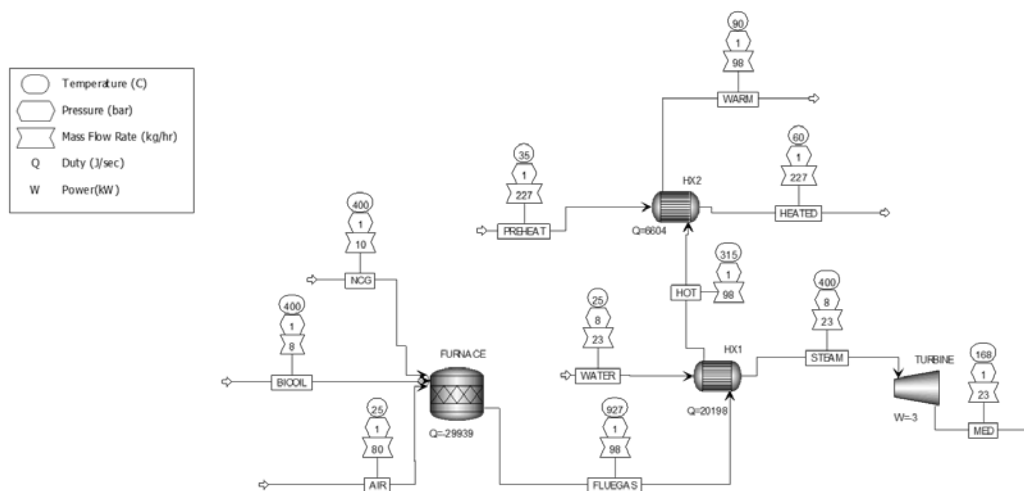 Temperature (C)
Pressure (bar)
Mass Flow Rate (kg/hr)
Q Duty (J/sec)
W Power(kW)
90
1
98
WARM
35
1
227
PREHEAT
HX2
Q=6604
60
1
227
HEATED
400
1
10
NCG
315
1
98
HOT
400
1
8
BIOOIL
25
8
23
WATER
400
8
23
STEAM
FURNACE
Q=-29939
HX1
Q=20198
TURBINE
W=-3
168
1
23
MED
25
1
80
AIR
927
1
98
FLUEGAS